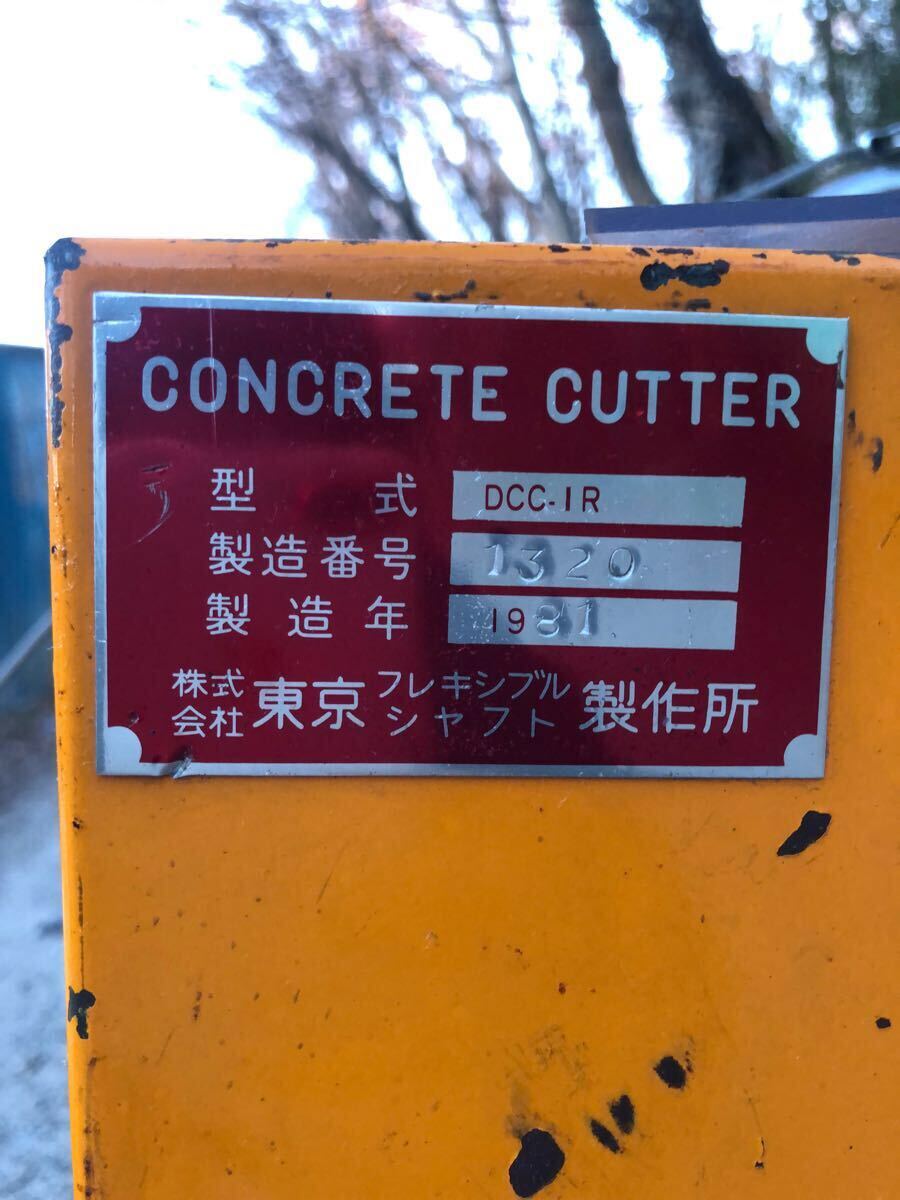 CONCRETE CUTTER
型式 DCC-1R
製造番号 1320
製造年 1981
株式会社 東京フレキシブルシャフト製作所